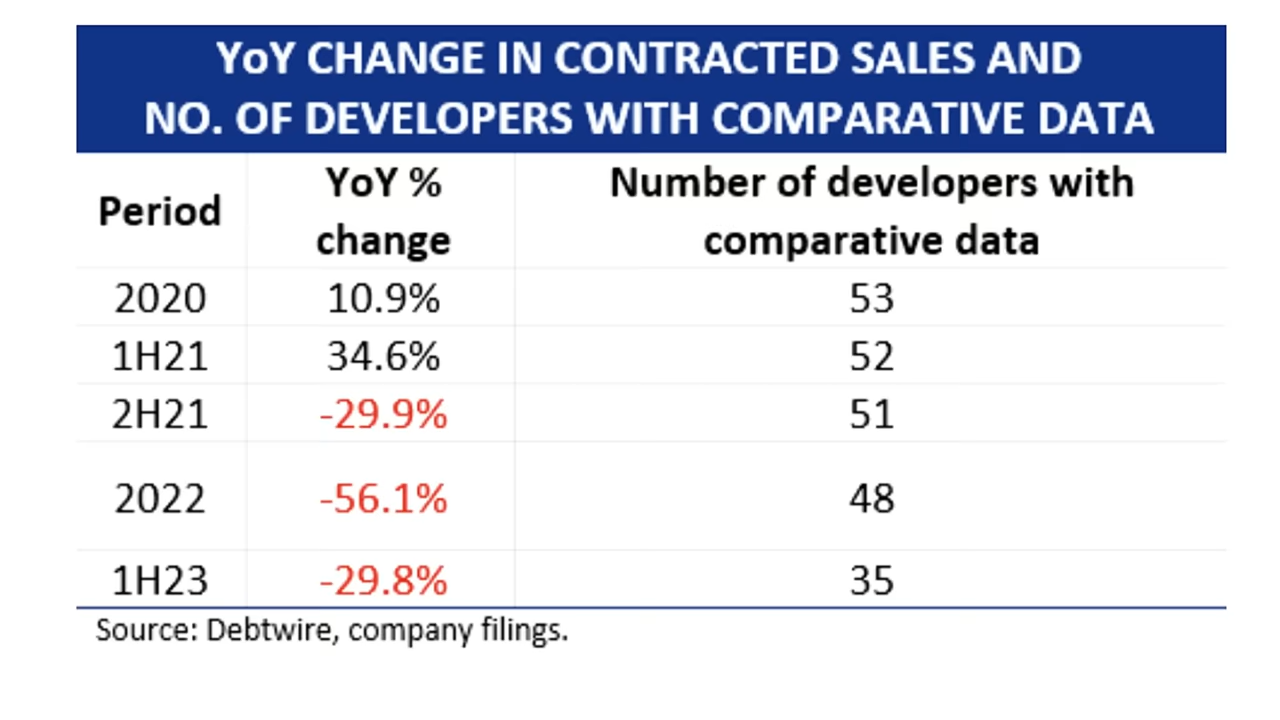 YoY CHANGE IN CONTRACTED SALES AND
NO. OF DEVELOPERS WITH COMPARATIVE DATA
Period
YoY %
change
Number of developers with
comparative data
2020 10.9% 53
1H21 34.6% 52
2H21 -29.9% 51
2022 -56.1% 48
1H23 -29.8% 35
Source: Debtwire, company filings.